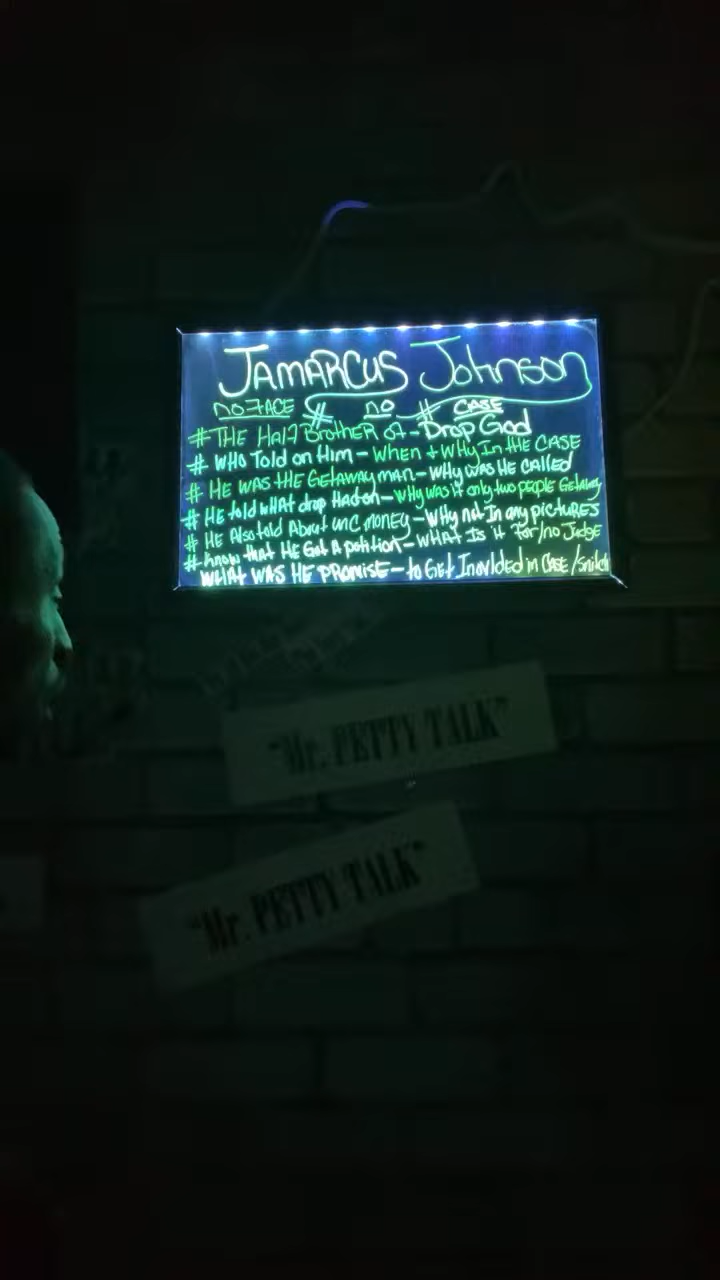 JAMARCUS Johnson
NO FACE # NO # CASE
# THE HAlF BROTHER OF - Drop God
# WHO Told on Him - WHEN + WHY In tHE CASE
# HE WAS tHE GEtAWAY MAN - WHY WAS HE CAllED
# HE told WHAt drop Had on - WHY WAS it only two PEOPlE GEtAWAY
# HE Also told About UNC MONEY - WHY not In any pictuREs
# Know tHAt HE Got A potition - WHAt Is It For/no Judge
WHAt WAS HE PROMISE - to GEt Inovlded in CASE /Snitch
"Mr. PETTY TALK"
"Mr. PETTY TALK"